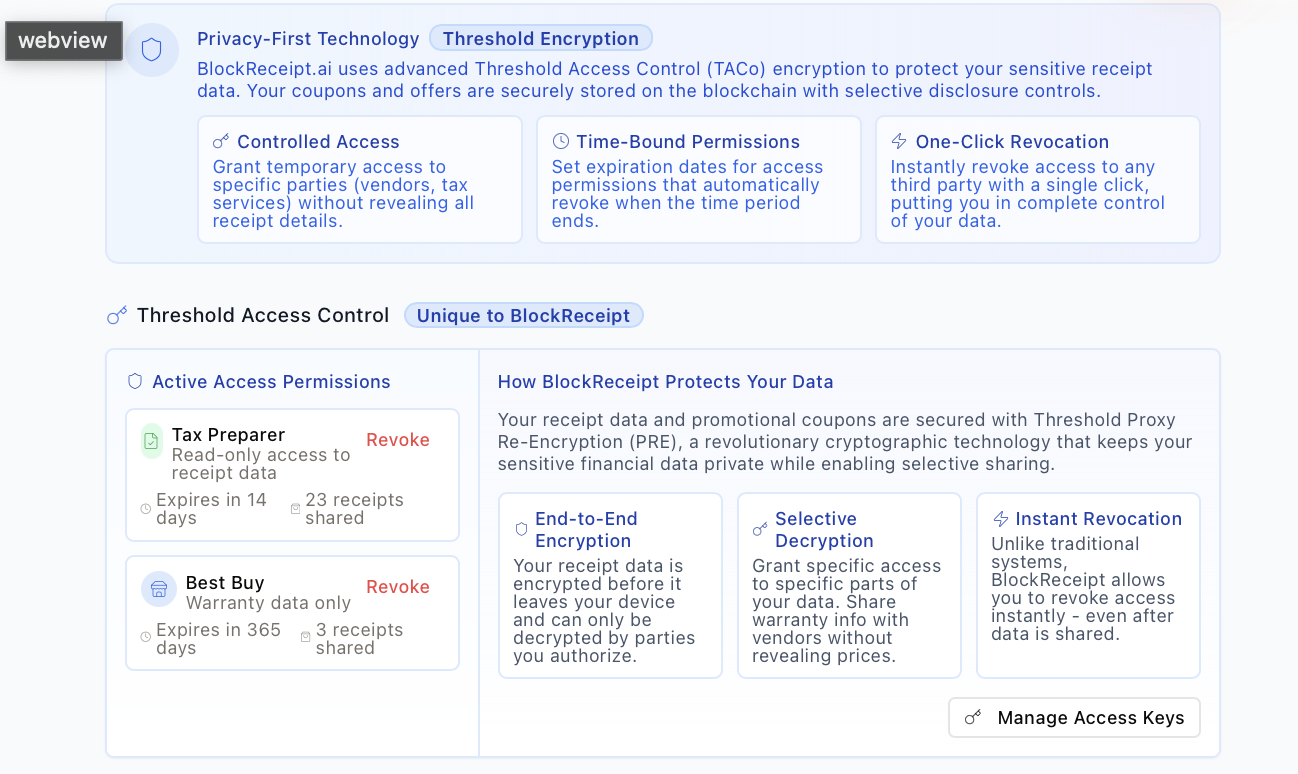 webview
Privacy-First Technology Threshold Encryption
BlockReceipt.ai uses advanced Threshold Access Control (TACo) encryption to protect your sensitive receipt
data. Your coupons and offers are securely stored on the blockchain with selective disclosure controls.
Controlled Access
Grant temporary access to
specific parties (vendors, tax
services) without revealing all
receipt details.
Time-Bound Permissions
Set expiration dates for access
permissions that automatically
revoke when the time period
ends.
One-Click Revocation
Instantly revoke access to any
third party with a single click,
putting you in complete control
of your data.
Threshold Access Control Unique to BlockReceipt
Active Access Permissions
Tax Preparer
Revoke
Read-only access to
receipt data
Expires in 14
days
23 receipts
shared
Best Buy
Revoke
Warranty data only
Expires in 365
days
3 receipts
shared
How BlockReceipt Protects Your Data
Your receipt data and promotional coupons are secured with Threshold Proxy
Re-Encryption (PRE), a revolutionary cryptographic technology that keeps your
sensitive financial data private while enabling selective sharing.
End-to-End
Encryption
Your receipt data is
encrypted before it
leaves your device
and can only be
decrypted by parties
you authorize.
Selective
Decryption
Grant specific access
to specific parts of
your data. Share
warranty info with
vendors without
revealing prices.
Instant Revocation
Unlike traditional
systems,
BlockReceipt allows
you to revoke access
instantly - even after
data is shared.
Manage Access Keys